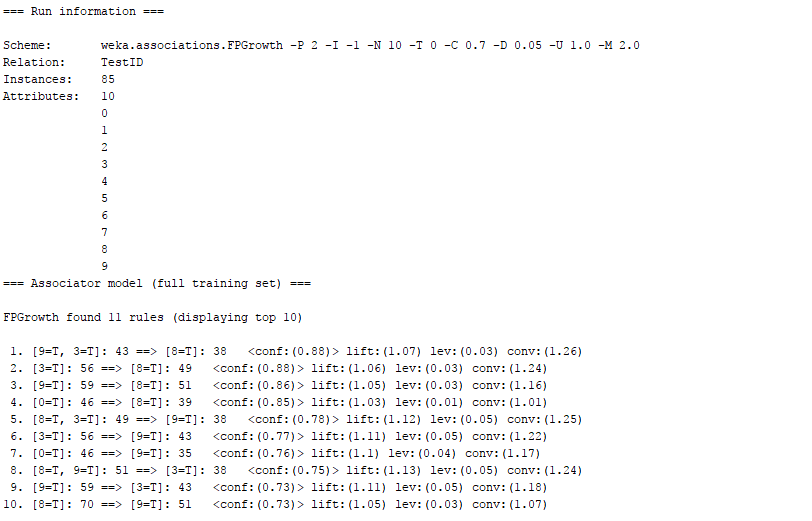 === Run information ===
Scheme: weka.associations.FPGrowth -P 2 -I -1 -N 10 -T 0 -C 0.7 -D 0.05 -U 1.0 -M 2.0
Relation: TestID
Instances: 85
Attributes: 10
0
1
2
3
4
5
6
7
8
9
=== Associator model (full training set) ===
FPGrowth found 11 rules (displaying top 10)
1. [9=T, 3=T]: 43 ==> [8=T]: 38 <conf:(0.88)> lift:(1.07) lev:(0.03) conv:(1.26)
2. [3=T]: 56 ==> [8=T]: 49 <conf:(0.88)> lift:(1.06) lev:(0.03) conv:(1.24)
3. [9=T]: 59 ==> [8=T]: 51 <conf:(0.86)> lift:(1.05) lev:(0.03) conv:(1.16)
4. [0=T]: 46 ==> [8=T]: 39 <conf:(0.85)> lift:(1.03) lev:(0.01) conv:(1.01)
5. [8=T, 3=T]: 49 ==> [9=T]: 38 <conf:(0.78)> lift:(1.12) lev:(0.05) conv:(1.25)
6. [3=T]: 56 ==> [9=T]: 43 <conf:(0.77)> lift:(1.11) lev:(0.05) conv:(1.22)
7. [0=T]: 46 ==> [9=T]: 35 <conf:(0.76)> lift:(1.1) lev:(0.04) conv:(1.17)
8. [8=T, 9=T]: 51 ==> [3=T]: 38 <conf:(0.75)> lift:(1.13) lev:(0.05) conv:(1.24)
9. [9=T]: 59 ==> [3=T]: 43 <conf:(0.73)> lift:(1.11) lev:(0.05) conv:(1.18)
10. [8=T]: 70 ==> [9=T]: 51 <conf:(0.73)> lift:(1.05) lev:(0.03) conv:(1.07)